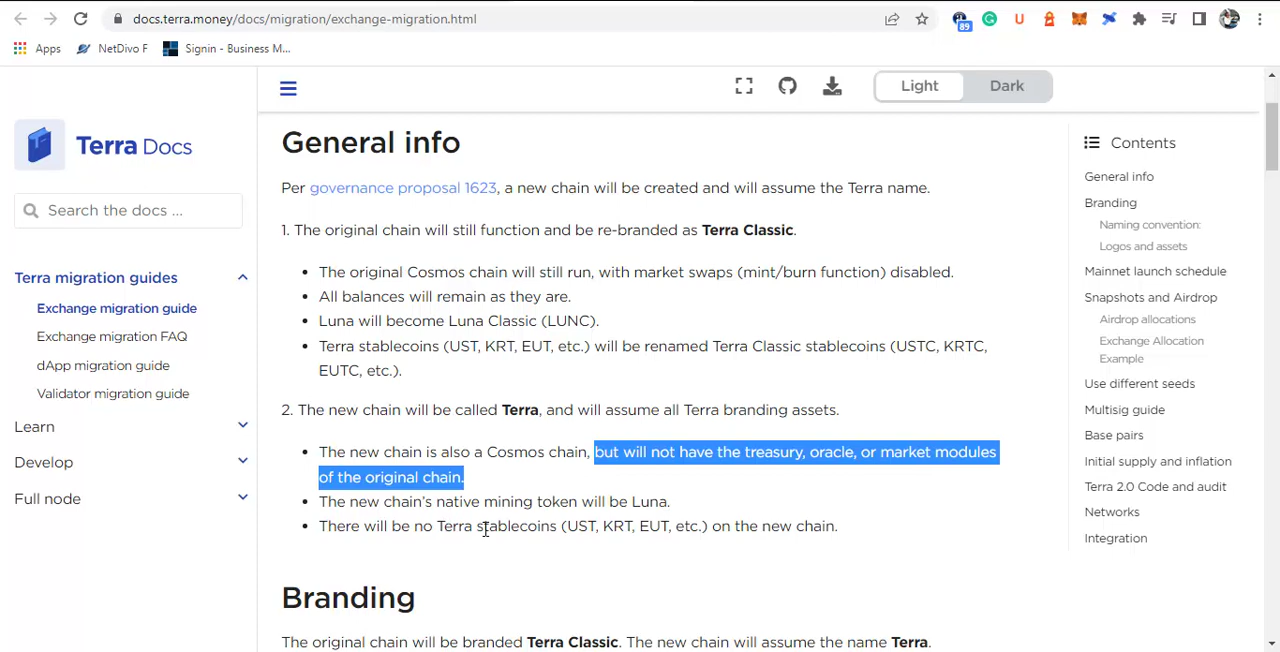 docs.terra.money/docs/migration/exchange-migration.html
89
U
Apps
NetDivo F
Signin - Business M...
Light
Dark
Terra Docs
Search the docs ...
Terra migration guides
Exchange migration guide
Exchange migration FAQ
dApp migration guide
Validator migration guide
Learn
Develop
Full node
General info
Per governance proposal 1623, a new chain will be created and will assume the Terra name.
1. The original chain will still function and be re-branded as Terra Classic.
• The original Cosmos chain will still run, with market swaps (mint/burn function) disabled.
• All balances will remain as they are.
• Luna will become Luna Classic (LUNC).
• Terra stablecoins (UST, KRT, EUT, etc.) will be renamed Terra Classic stablecoins (USTC, KRTC,
EUTC, etc.).
2. The new chain will be called Terra, and will assume all Terra branding assets.
• The new chain is also a Cosmos chain, but will not have the treasury, oracle, or market modules
of the original chain.
• The new chain's native mining token will be Luna.
• There will be no Terra stablecoins (UST, KRT, EUT, etc.) on the new chain.
Branding
The original chain will be branded Terra Classic. The new chain will assume the name Terra.
Contents
General info
Branding
Naming convention:
Logos and assets
Mainnet launch schedule
Snapshots and Airdrop
Airdrop allocations
Exchange Allocation
Example
Use different seeds
Multisig guide
Base pairs
Initial supply and inflation
Terra 2.0 Code and audit
Networks
Integration